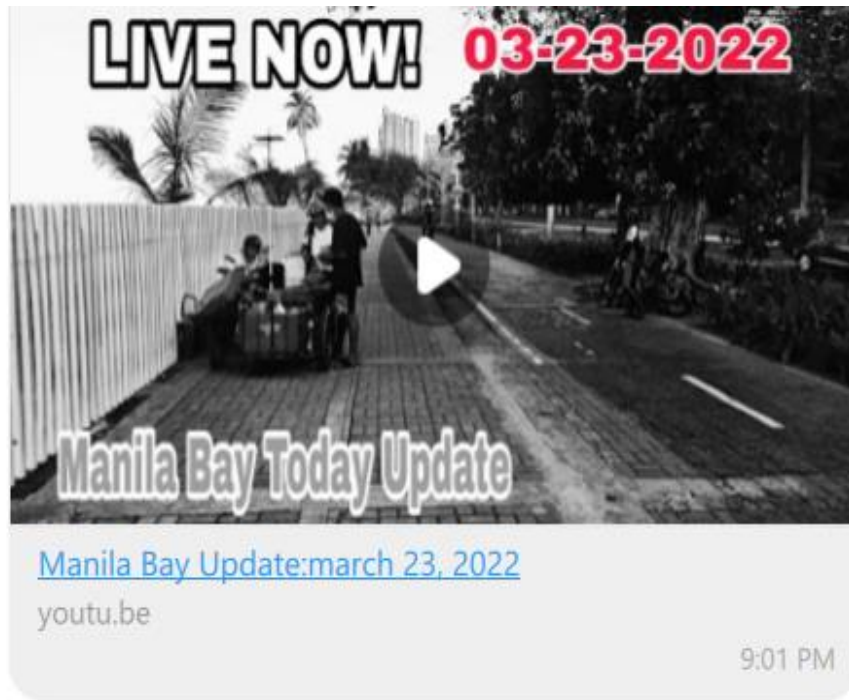 LIVE NOW! 03-23-2022
Manila Bay Today Update
Manila Bay Update:march 23, 2022
youtu.be
9:01 PM